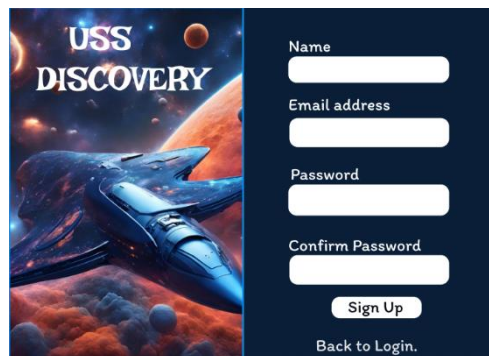 USS
DISCOVERY
Name
Email address
Password
Confirm Password
Sign Up
Back to Login.